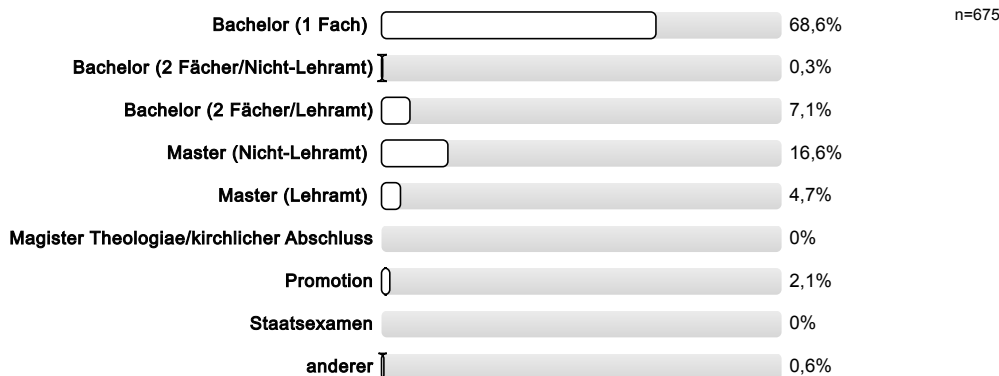 n=675
Bachelor (1 Fach) 68,6%
Bachelor (2 Fächer/Nicht-Lehramt) 0,3%
Bachelor (2 Fächer/Lehramt) 7,1%
Master (Nicht-Lehramt) 16,6%
Master (Lehramt) 4,7%
Magister Theologiae/kirchlicher Abschluss 0%
Promotion 2,1%
Staatsexamen 0%
anderer 0,6%